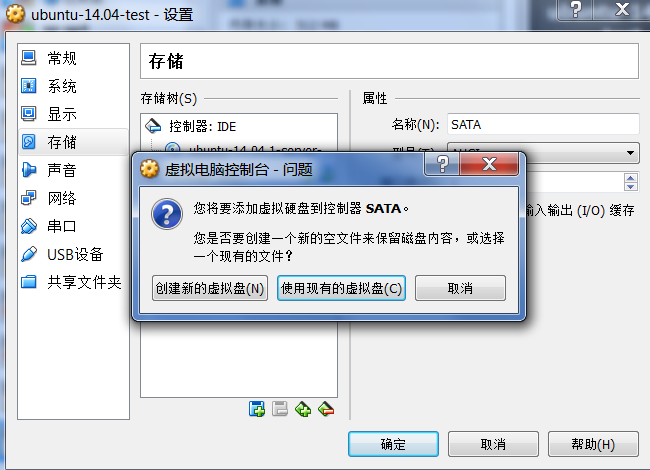 ubuntu-14.04-test - 设置
常规
系统
显示
存储
声音
网络
串口
USB设备
共享文件夹
存储
存储树(S)
控制器: IDE
ubuntu-14.04.1-server-
属性
名称(N): SATA
输入输出 (I/O) 缓存
虚拟电脑控制台 - 问题
您将要添加虚拟硬盘到控制器 SATA。
您是否要创建一个新的空文件来保留磁盘内容，或选择
一个现有的文件？
创建新的虚拟盘(N)
使用现有的虚拟盘(C)
取消
确定
取消
帮助(H)